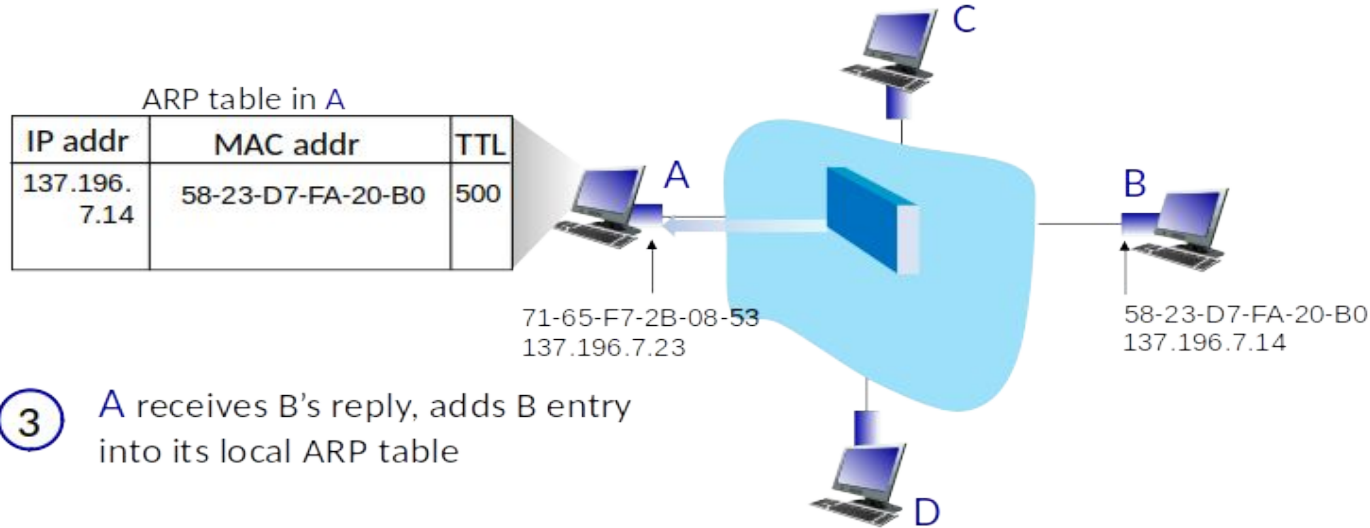 C
ARP table in A
IP addr MAC addr TTL
137.196.
7.14 58-23-D7-FA-20-B0 500
A
B
71-65-F7-2B-08-53
137.196.7.23
58-23-D7-FA-20-B0
137.196.7.14
3 A receives B’s reply, adds B entry
into its local ARP table
D